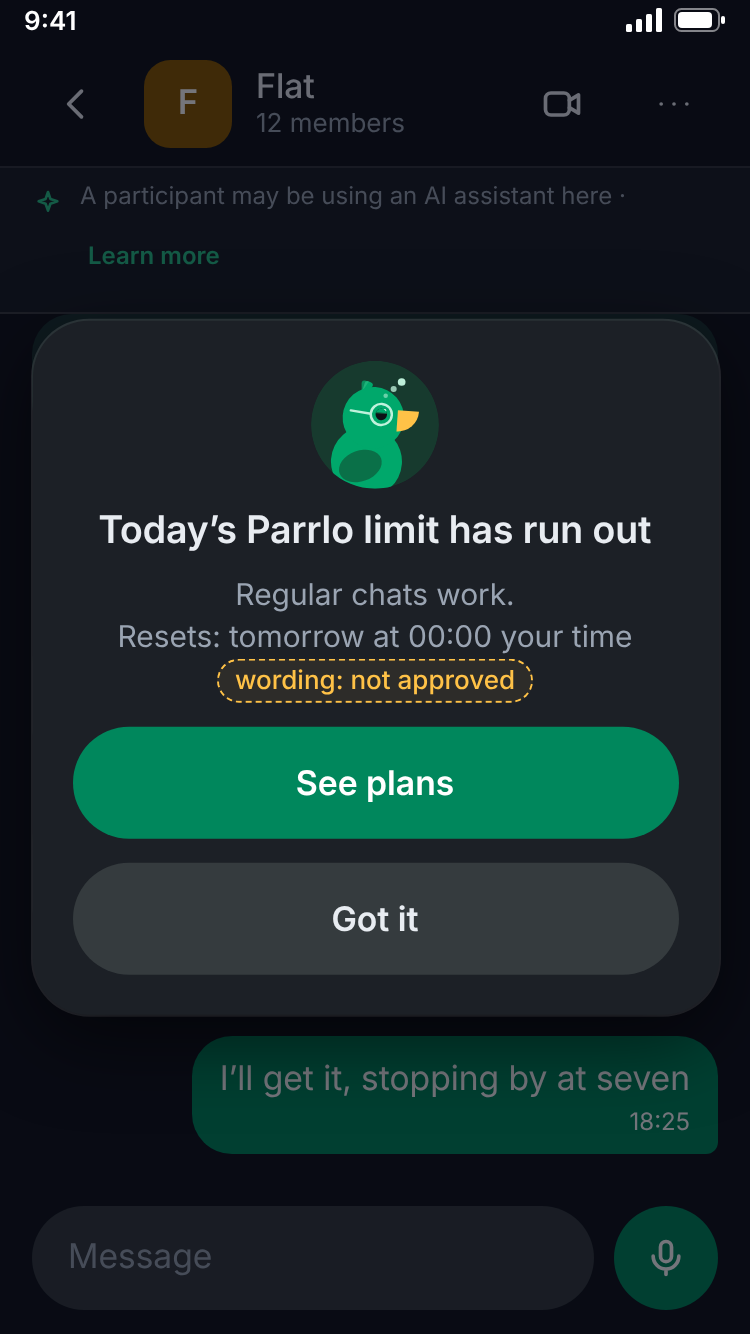 9:41
F
Flat
12 members
···
A participant may be using an AI assistant here ·
Learn more
Today’s Parrlo limit has run out
Regular chats work.
Resets: tomorrow at 00:00 your time
wording: not approved
See plans
Got it
I’ll get it, stopping by at seven
18:25
Message